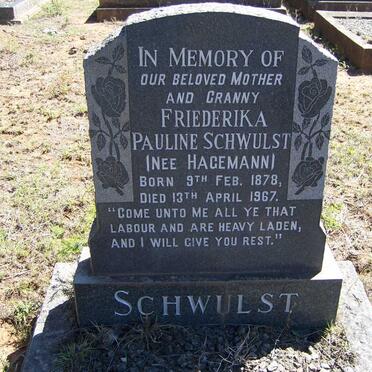 IN MEMORY OF
OUR BELOVED MOTHER
AND GRANNY
FRIEDERIKA
PAULINE SCHWULST
(NEE HAGEMANN)
BORN 9TH FEB. 1878,
DIED 13TH APRIL 1967.
"COME UNTO ME ALL YE THAT
LABOUR AND ARE HEAVY LADEN,
AND I WILL GIVE YOU REST."
SCHWULST